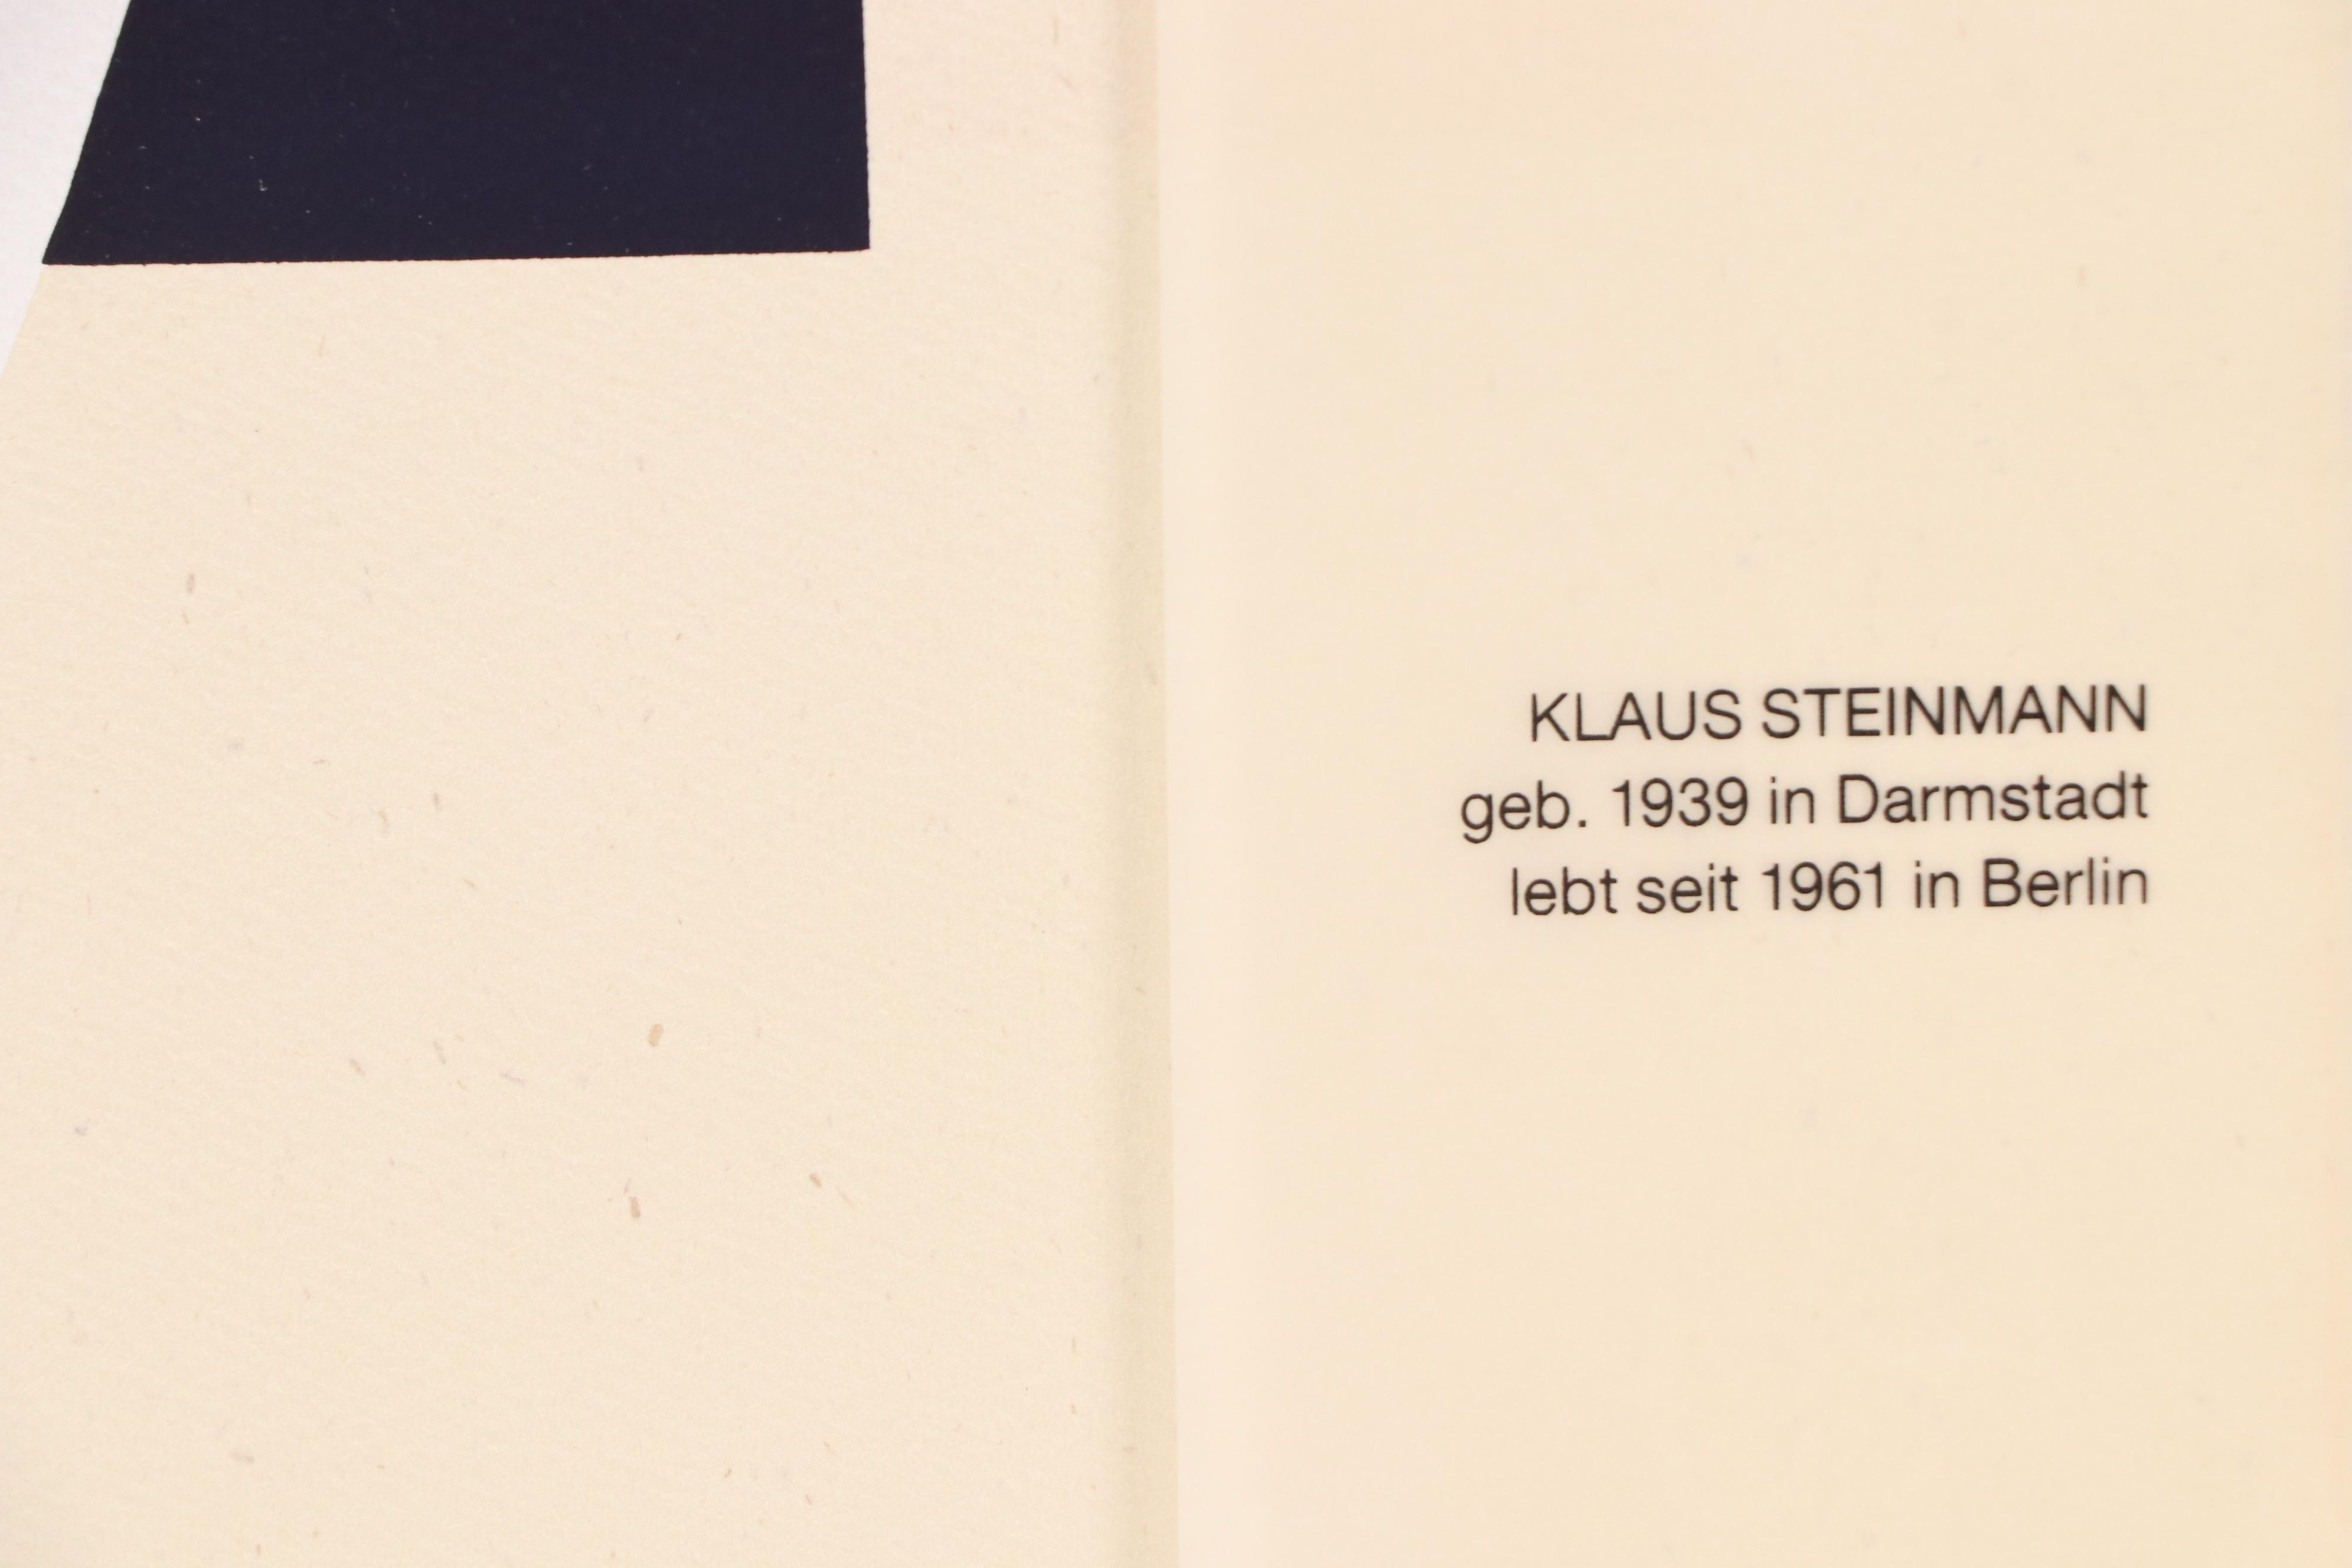 KLAUS STEINMANN
geb. 1939 in Darmstadt
lebt seit 1961 in Berlin